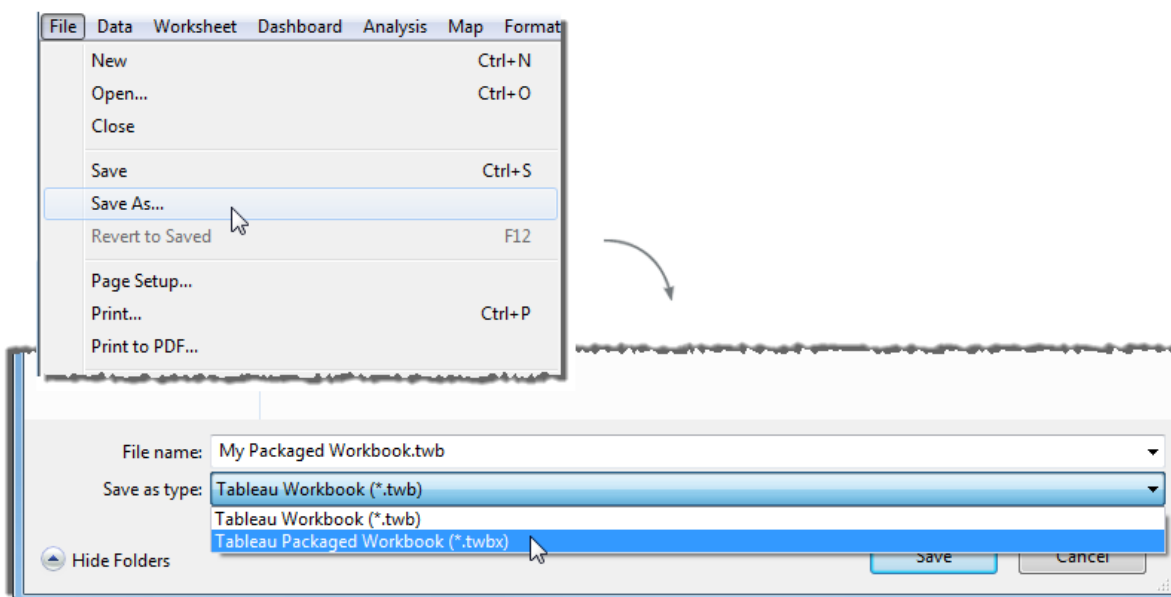 File Data Worksheet Dashboard Analysis Map Format
New Ctrl+N
Open... Ctrl+O
Close
Save Ctrl+S
Save As...
Revert to Saved F12
Page Setup...
Print... Ctrl+P
Print to PDF...
File name: My Packaged Workbook.twb
Save as type: Tableau Workbook (*.twb)
Tableau Workbook (*.twb)
Tableau Packaged Workbook (*.twbx)
Hide Folders Save Cancel